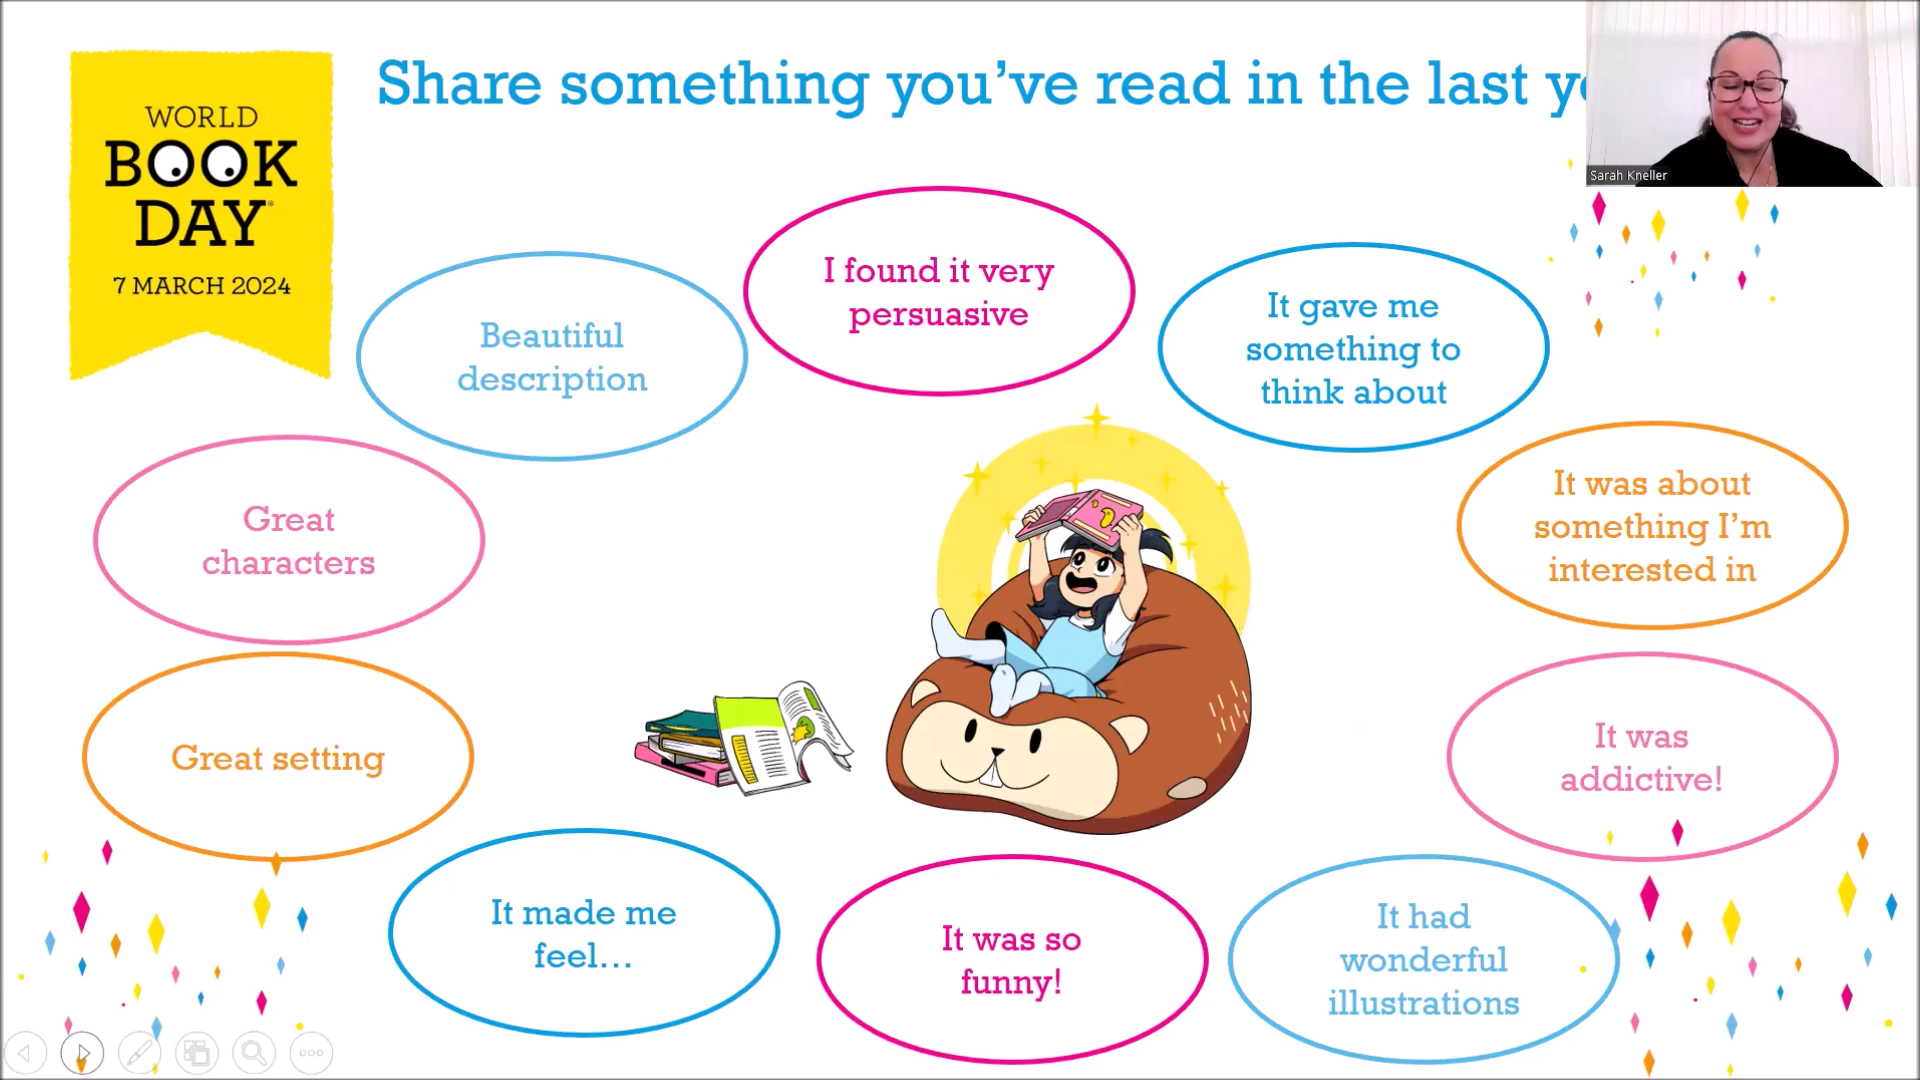 Share something you've read in the last ye
Sarah Kneller
WORLD
BOOK
DAY®
7 MARCH 2024
I found it very
persuasive
It gave me
something to
think about
Beautiful
description
It was about
something I'm
interested in
Great
characters
It was
addictive!
Great setting
It made me
feel...
It was so
funny!
It had
wonderful
illustrations